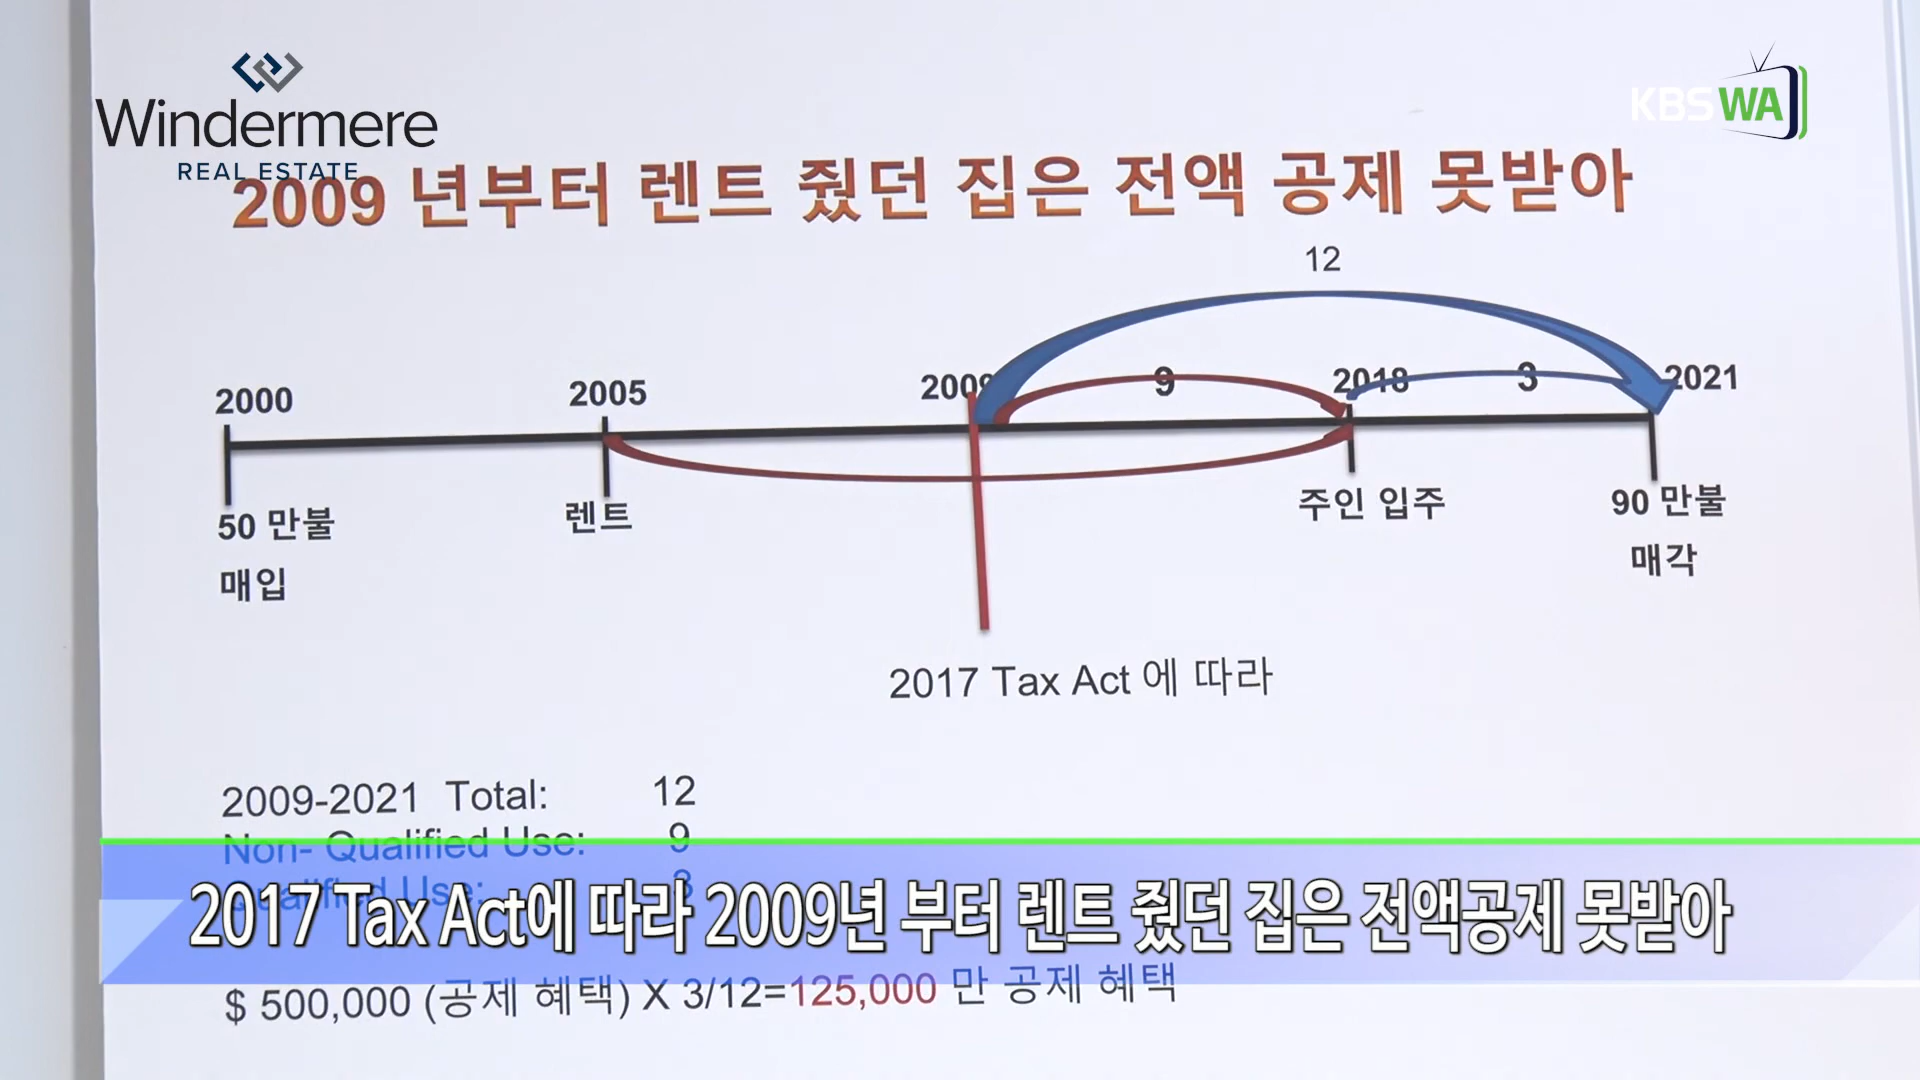 Windermere
REAL ESTATE
KBS WA
2009 년부터 렌트 줬던 집은 전액 공제 못받아
12
2000
2005
2009
9
2018
3
2021
50 만불
매입
렌트
주인 입주
90 만불
매각
2017 Tax Act 에 따라
2009-2021 Total: 12
Non- Qualified Use: 9
Qualified Use: 3
2017 Tax Act에 따라 2009년 부터 렌트 줬던 집은 전액공제 못받아
$ 500,000 (공제 혜택) X 3/12=125,000 만 공제 혜택